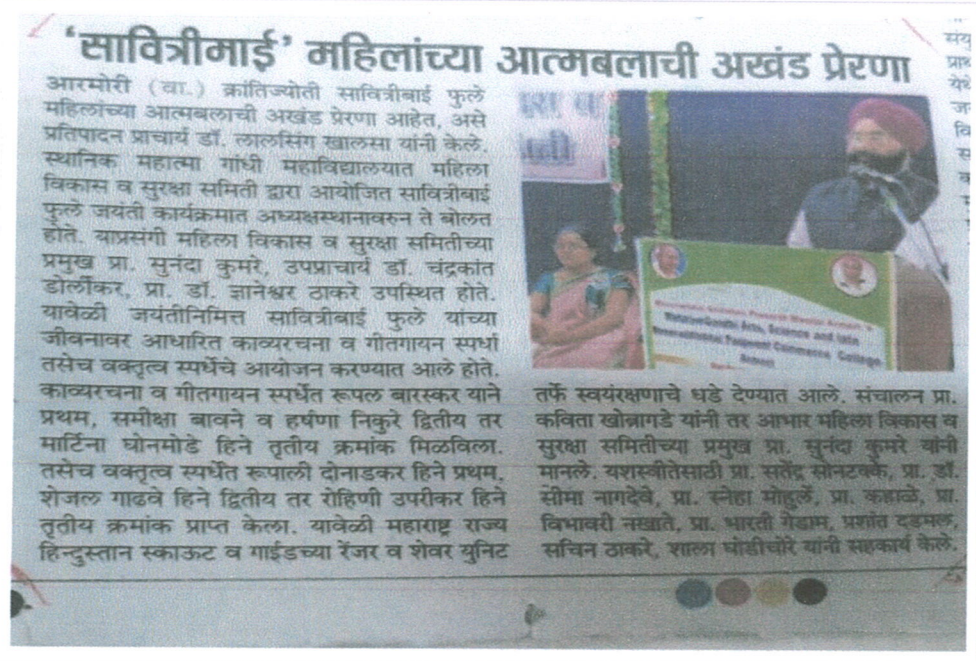 'सावित्रीमाई' महिलांच्या आत्मबलाची अखंड प्रेरणा
आरमोरी (वा.) क्रांतिज्योती सावित्रीबाई फुले
महिलांच्या आत्मबलाची अखंड प्रेरणा आहेत, असे
प्रतिपादन प्राचार्य डॉ. लालसिंग खालसा यांनी केले.
स्थानिक महात्मा गांधी महाविद्यालयात महिला
विकास व सुरक्षा समिती द्वारा आयोजित सावित्रीबाई
फुले जयंती कार्यक्रमात अध्यक्षस्थानावरुन ते बोलत
होते. याप्रसंगी महिला विकास व सुरक्षा समितीच्या
प्रमुख प्रा. सुनंदा कुमरे, उपप्राचार्य डॉ. चंद्रकांत
डोर्लीकर, प्रा. डॉ. ज्ञानेश्वर ठाकरे उपस्थित होते.
यावेळी जयंतीनिमित्त सावित्रीबाई फुले यांच्या
जीवनावर आधारित काव्यरचना व गीतगायन स्पर्धा
तसेच वक्तृत्व स्पर्धेचे आयोजन करण्यात आले होते.
काव्यरचना व गीतगायन स्पर्धेत रूपल बारस्कर याने
प्रथम, समीक्षा बावने व हर्षणा निकुरे द्वितीय तर
मार्टिना घोनमोडे हिने तृतीय क्रमांक मिळविला.
तसेच वक्तृत्व स्पर्धेत रूपाली दोनाडकर हिने प्रथम,
शेजल गाढवे हिने द्वितीय तर रोहिणी उपरीकर हिने
तृतीय क्रमांक प्राप्त केला. यावेळी महाराष्ट्र राज्य
हिन्दुस्तान स्काऊट व गाईडच्या रेंजर व शेवर युनिट
Arts, Science and
Commerce College
तर्फे स्वयंरक्षणाचे धडे देण्यात आले. संचालन प्रा.
कविता खोब्रागडे यांनी तर आभार महिला विकास व
सुरक्षा समितीच्या प्रमुख प्रा. सुनंदा कुमरे यांनी
मानले. यशस्वीतेसाठी प्रा. सतेंद्र सोनटक्के, प्रा. डॉ.
सीमा नागदेवे, प्रा. स्नेहा मोहुर्ले, प्रा. कहाळे, प्रा.
विभावरी नखाते, प्रा. भारती गेडाम, प्रशांत दडमल,
सचिन ठाकरे, शाला घोडीचोरे यांनी सहकार्य केले.